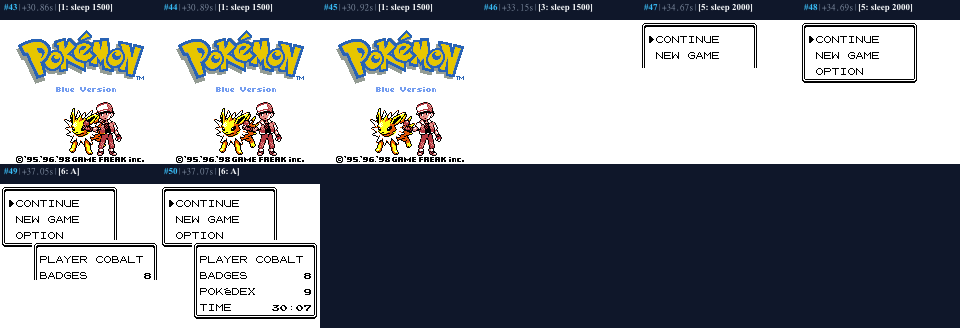 #43|+30.86s| [1: sleep 1500]
POKéMON
TM
Blue Version
©'95.'96.'98 GAME FREAK inc.
#44|+30.89s| [1: sleep 1500]
POKéMON
TM
Blue Version
©'95.'96.'98 GAME FREAK inc.
#45|+30.92s| [1: sleep 1500]
POKéMON
TM
Blue Version
©'95.'96.'98 GAME FREAK inc.
#46|+33.15s| [3: sleep 1500]
#47|+34.67s| [5: sleep 2000]
▶CONTINUE
NEW GAME
#48|+34.69s| [5: sleep 2000]
▶CONTINUE
NEW GAME
OPTION
#49|+37.05s| [6: A]
▶CONTINUE
NEW GAME
OPTION
PLAYER COBALT
BADGES 8
#50|+37.07s| [6: A]
▶CONTINUE
NEW GAME
OPTION
PLAYER COBALT
BADGES 8
POKéDEX 9
TIME 30:07